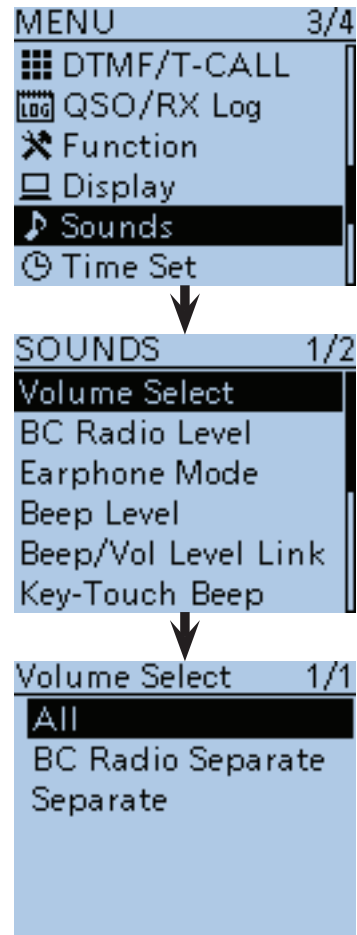 MENU 3/4
DTMF/T-CALL
LOG QSO/RX Log
Function
Display
Sounds
Time Set
SOUNDS 1/2
Volume Select
BC Radio Level
Earphone Mode
Beep Level
Beep/Vol Level Link
Key-Touch Beep
Volume Select 1/1
All
BC Radio Separate
Separate